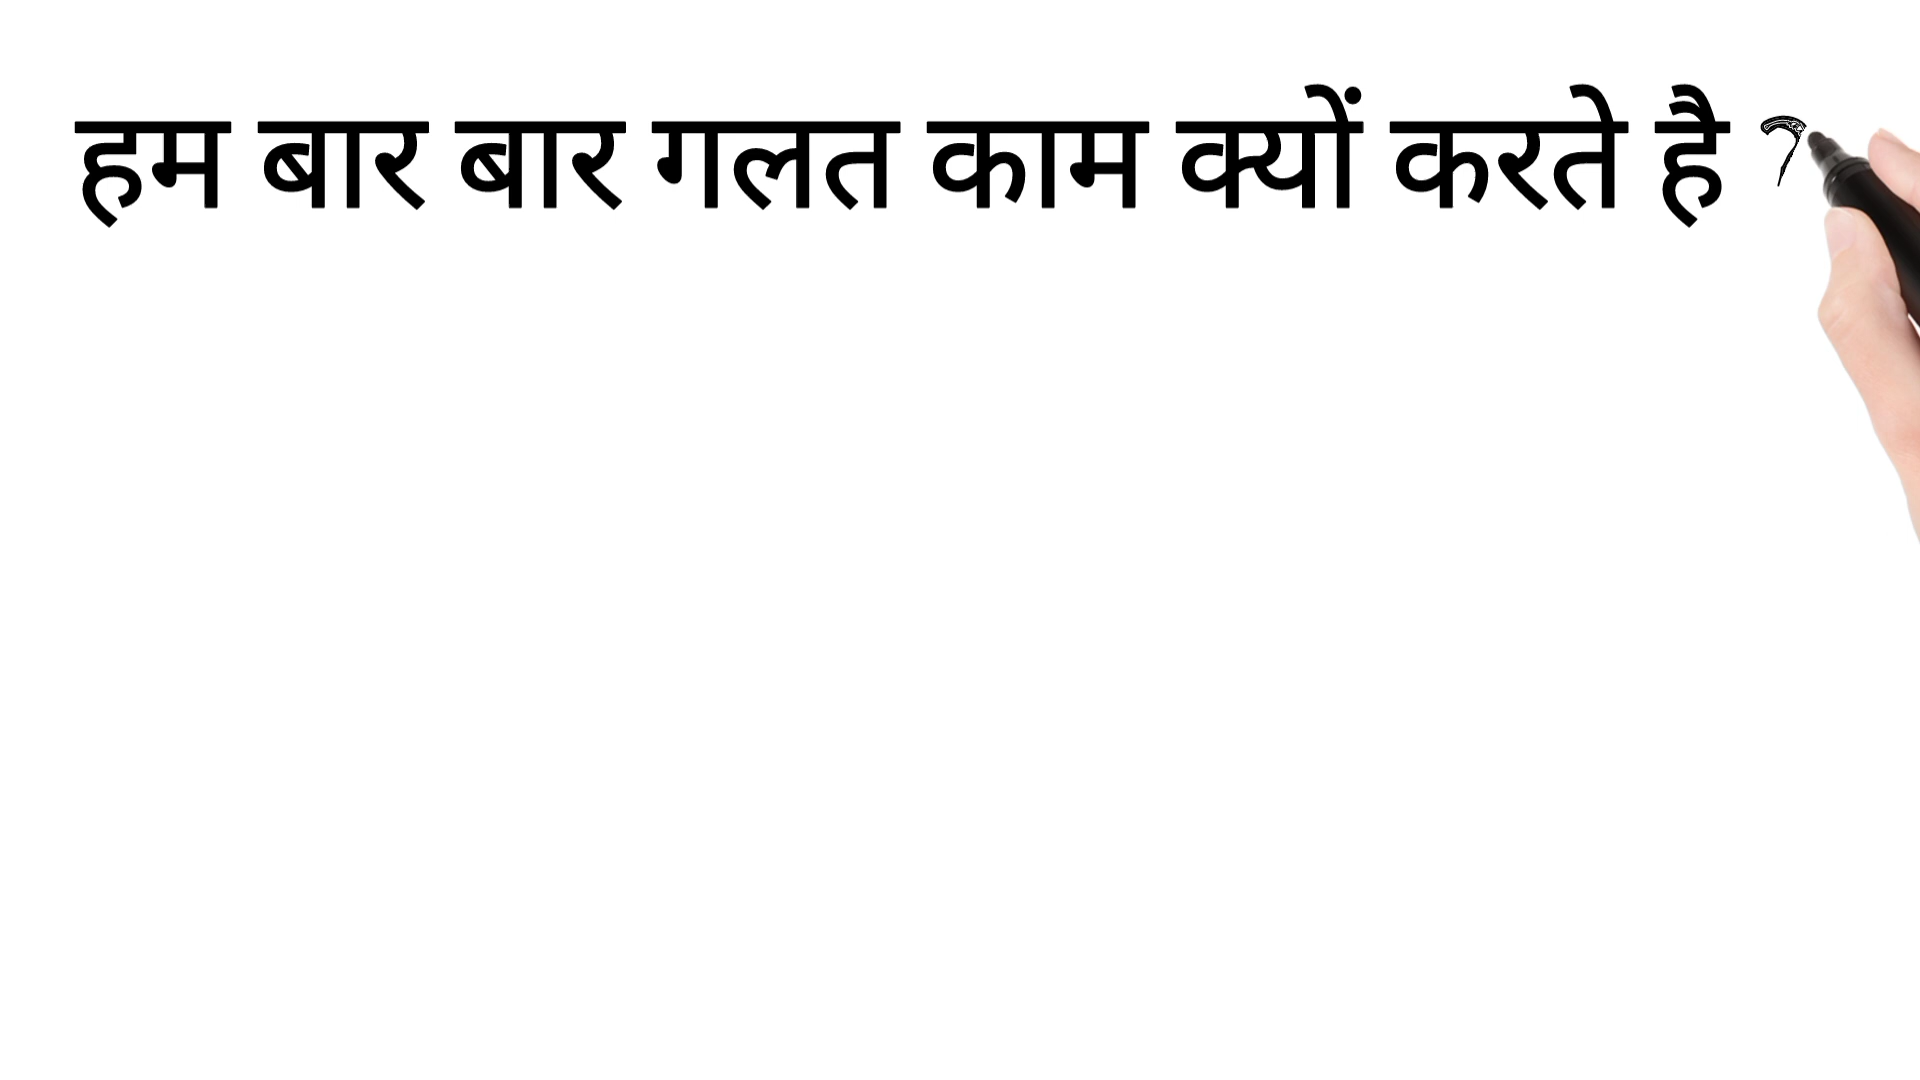 हम बार बार गलत काम क्यों करते है ?